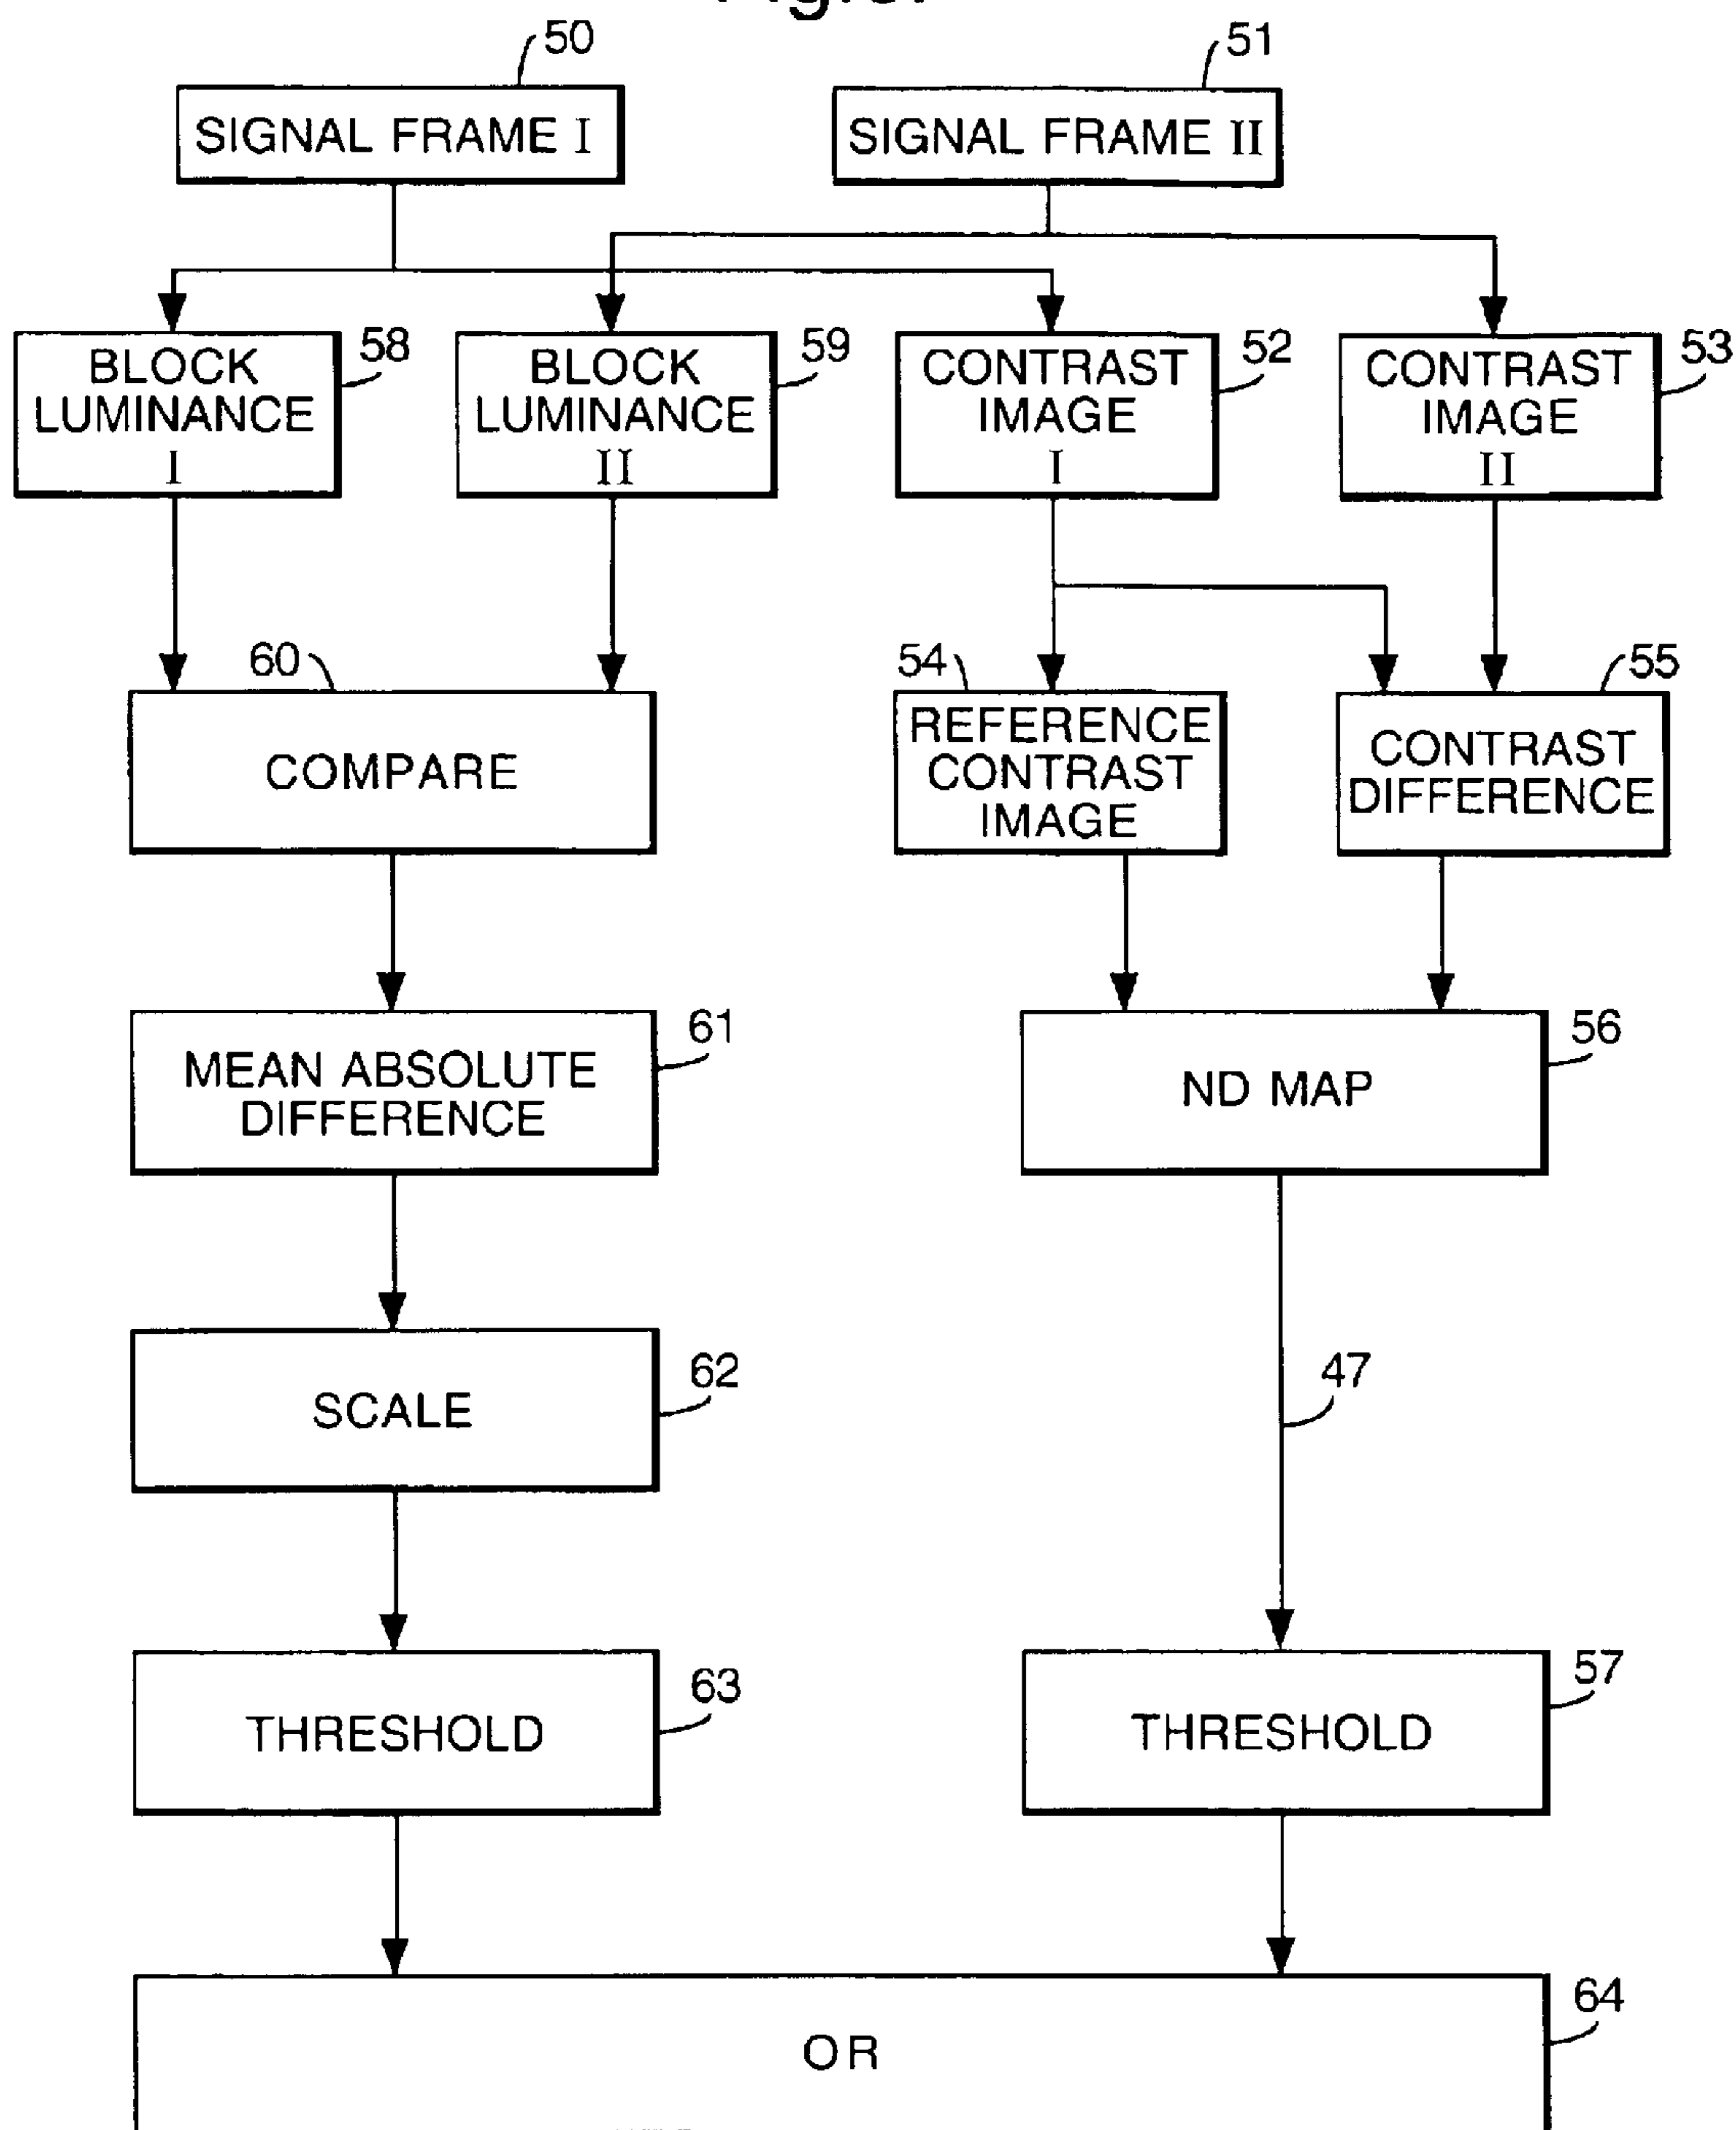 50
51
SIGNAL FRAME I
SIGNAL FRAME II
BLOCK
LUMINANCE
I
58
BLOCK
LUMINANCE
II
59
CONTRAST
IMAGE
I
52
CONTRAST
IMAGE
II
53
60
COMPARE
54
REFERENCE
CONTRAST
IMAGE
55
CONTRAST
DIFFERENCE
MEAN ABSOLUTE
DIFFERENCE
61
ND MAP
56
SCALE
62
47
THRESHOLD
63
THRESHOLD
57
OR
64